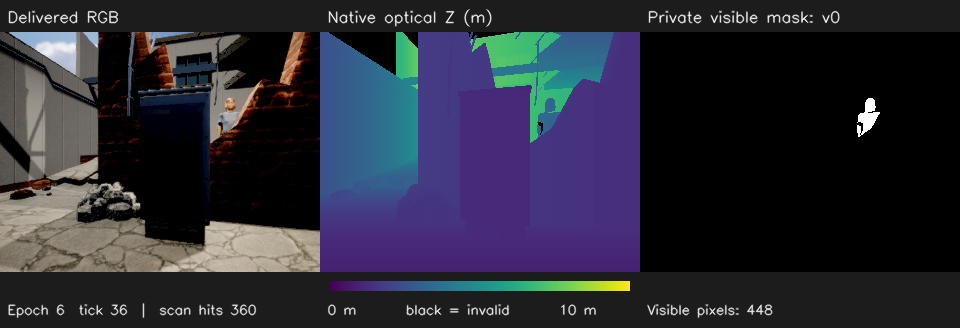 Delivered RGB
Native optical Z (m)
Private visible mask: v0
0 m
black = invalid
10 m
Epoch 6 tick 36 | scan hits 360
Visible pixels: 448